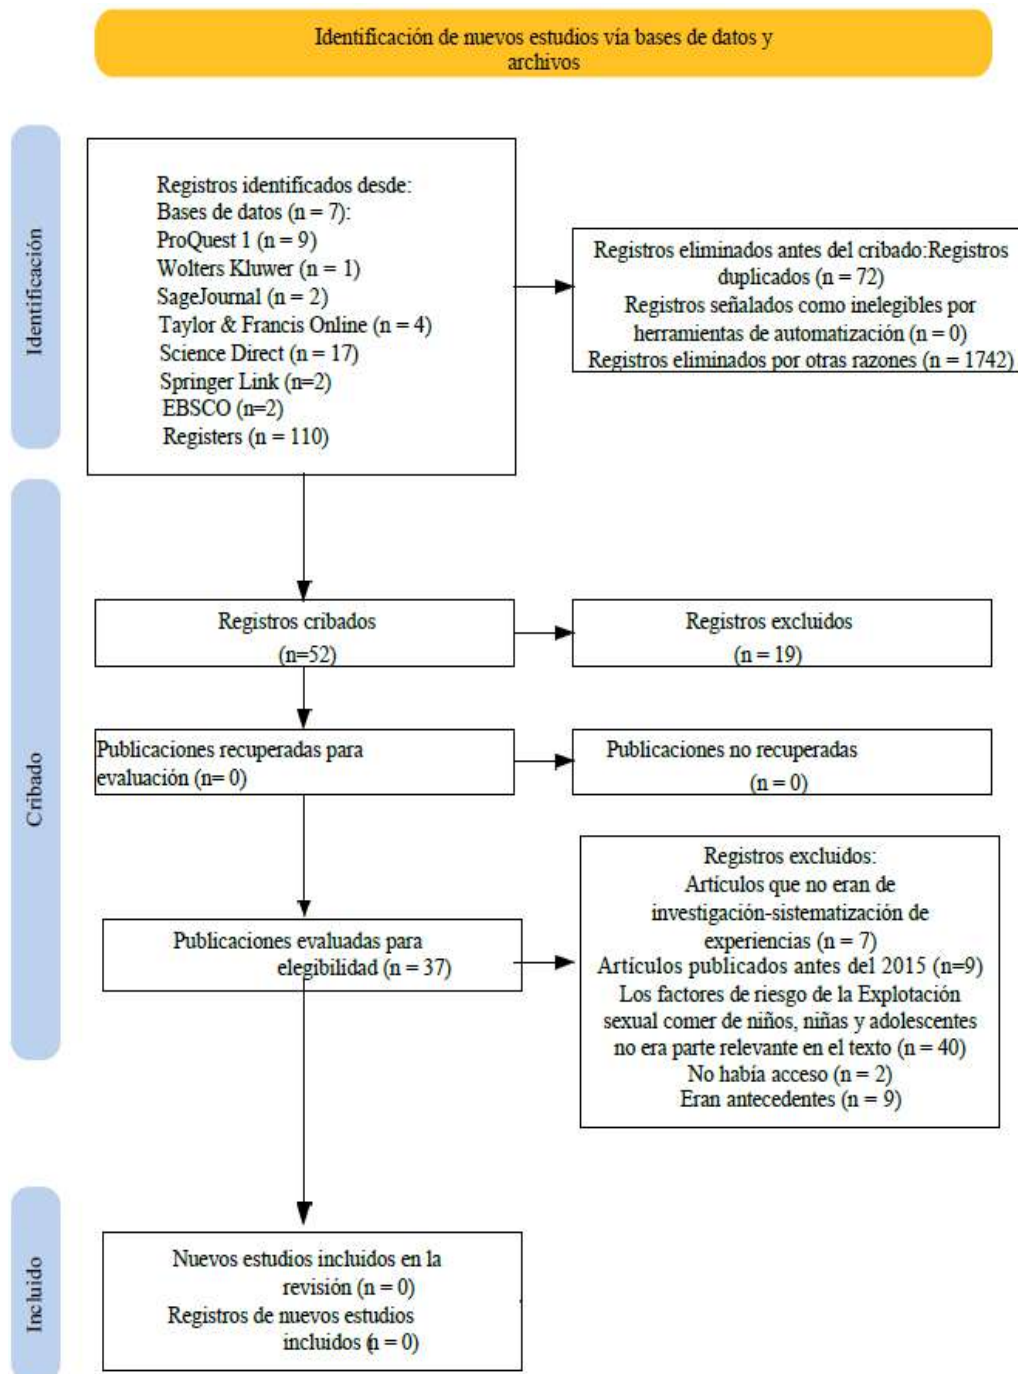 Identificación de nuevos estudios vía bases de datos y
archivos
Identificación
Registros identificados desde:
Bases de datos (n = 7):
ProQuest 1 (n = 9)
Wolters Kluwer (n = 1)
SageJournal (n = 2)
Taylor & Francis Online (n = 4)
Science Direct (n = 17)
Springer Link (n=2)
EBSCO (n=2)
Registers (n = 110)
Registros eliminados antes del cribado:Registros
duplicados (n = 72)
Registros señalados como inelegibles por
herramientas de automatización (n = 0)
Registros eliminados por otras razones (n = 1742)
Cribado
Registros cribados
(n=52)
Registros excluidos
(n = 19)
Publicaciones recuperadas para
evaluación (n= 0)
Publicaciones no recuperadas
(n = 0)
Publicaciones evaluadas para
elegibilidad (n = 37)
Registros excluidos:
Artículos que no eran de
investigación-sistematización de
experiencias (n = 7)
Artículos publicados antes del 2015 (n=9)
Los factores de riesgo de la Explotación
sexual comer de niños, niñas y adolescentes
no era parte relevante en el texto (n = 40)
No había acceso (n = 2)
Eran antecedentes (n = 9)
Incluido
Nuevos estudios incluidos en la
revisión (n = 0)
Registros de nuevos estudios
incluidos (n = 0)